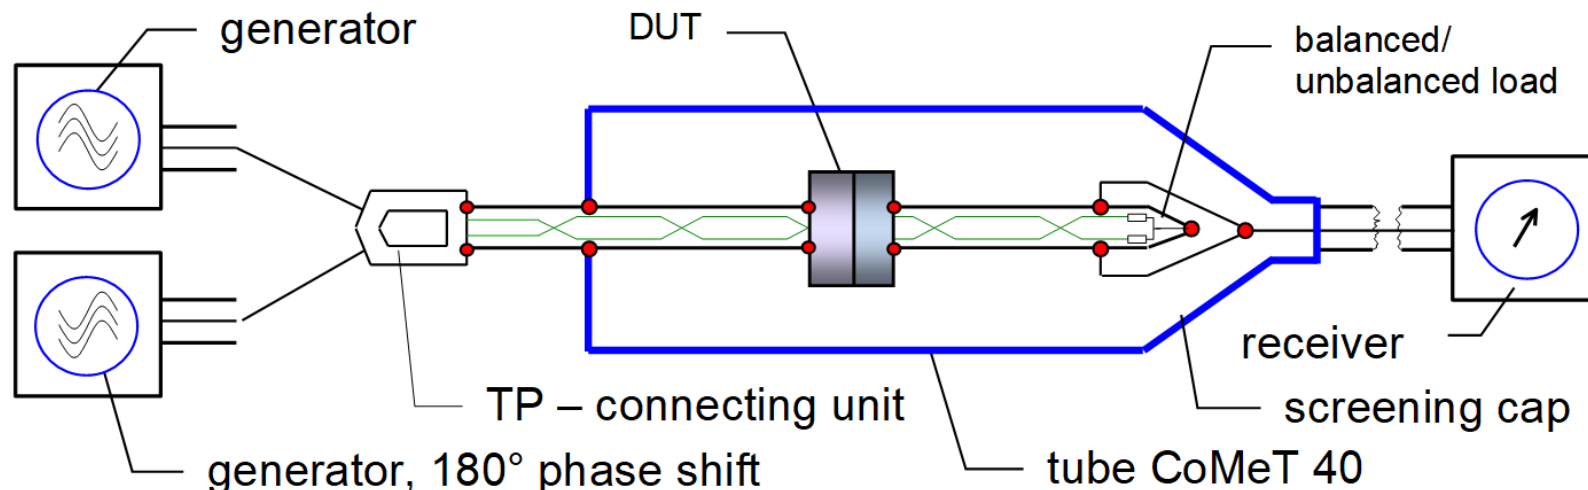 generator
DUT
balanced/
unbalanced load
receiver
TP – connecting unit
screening cap
generator, 180° phase shift
tube CoMeT 40